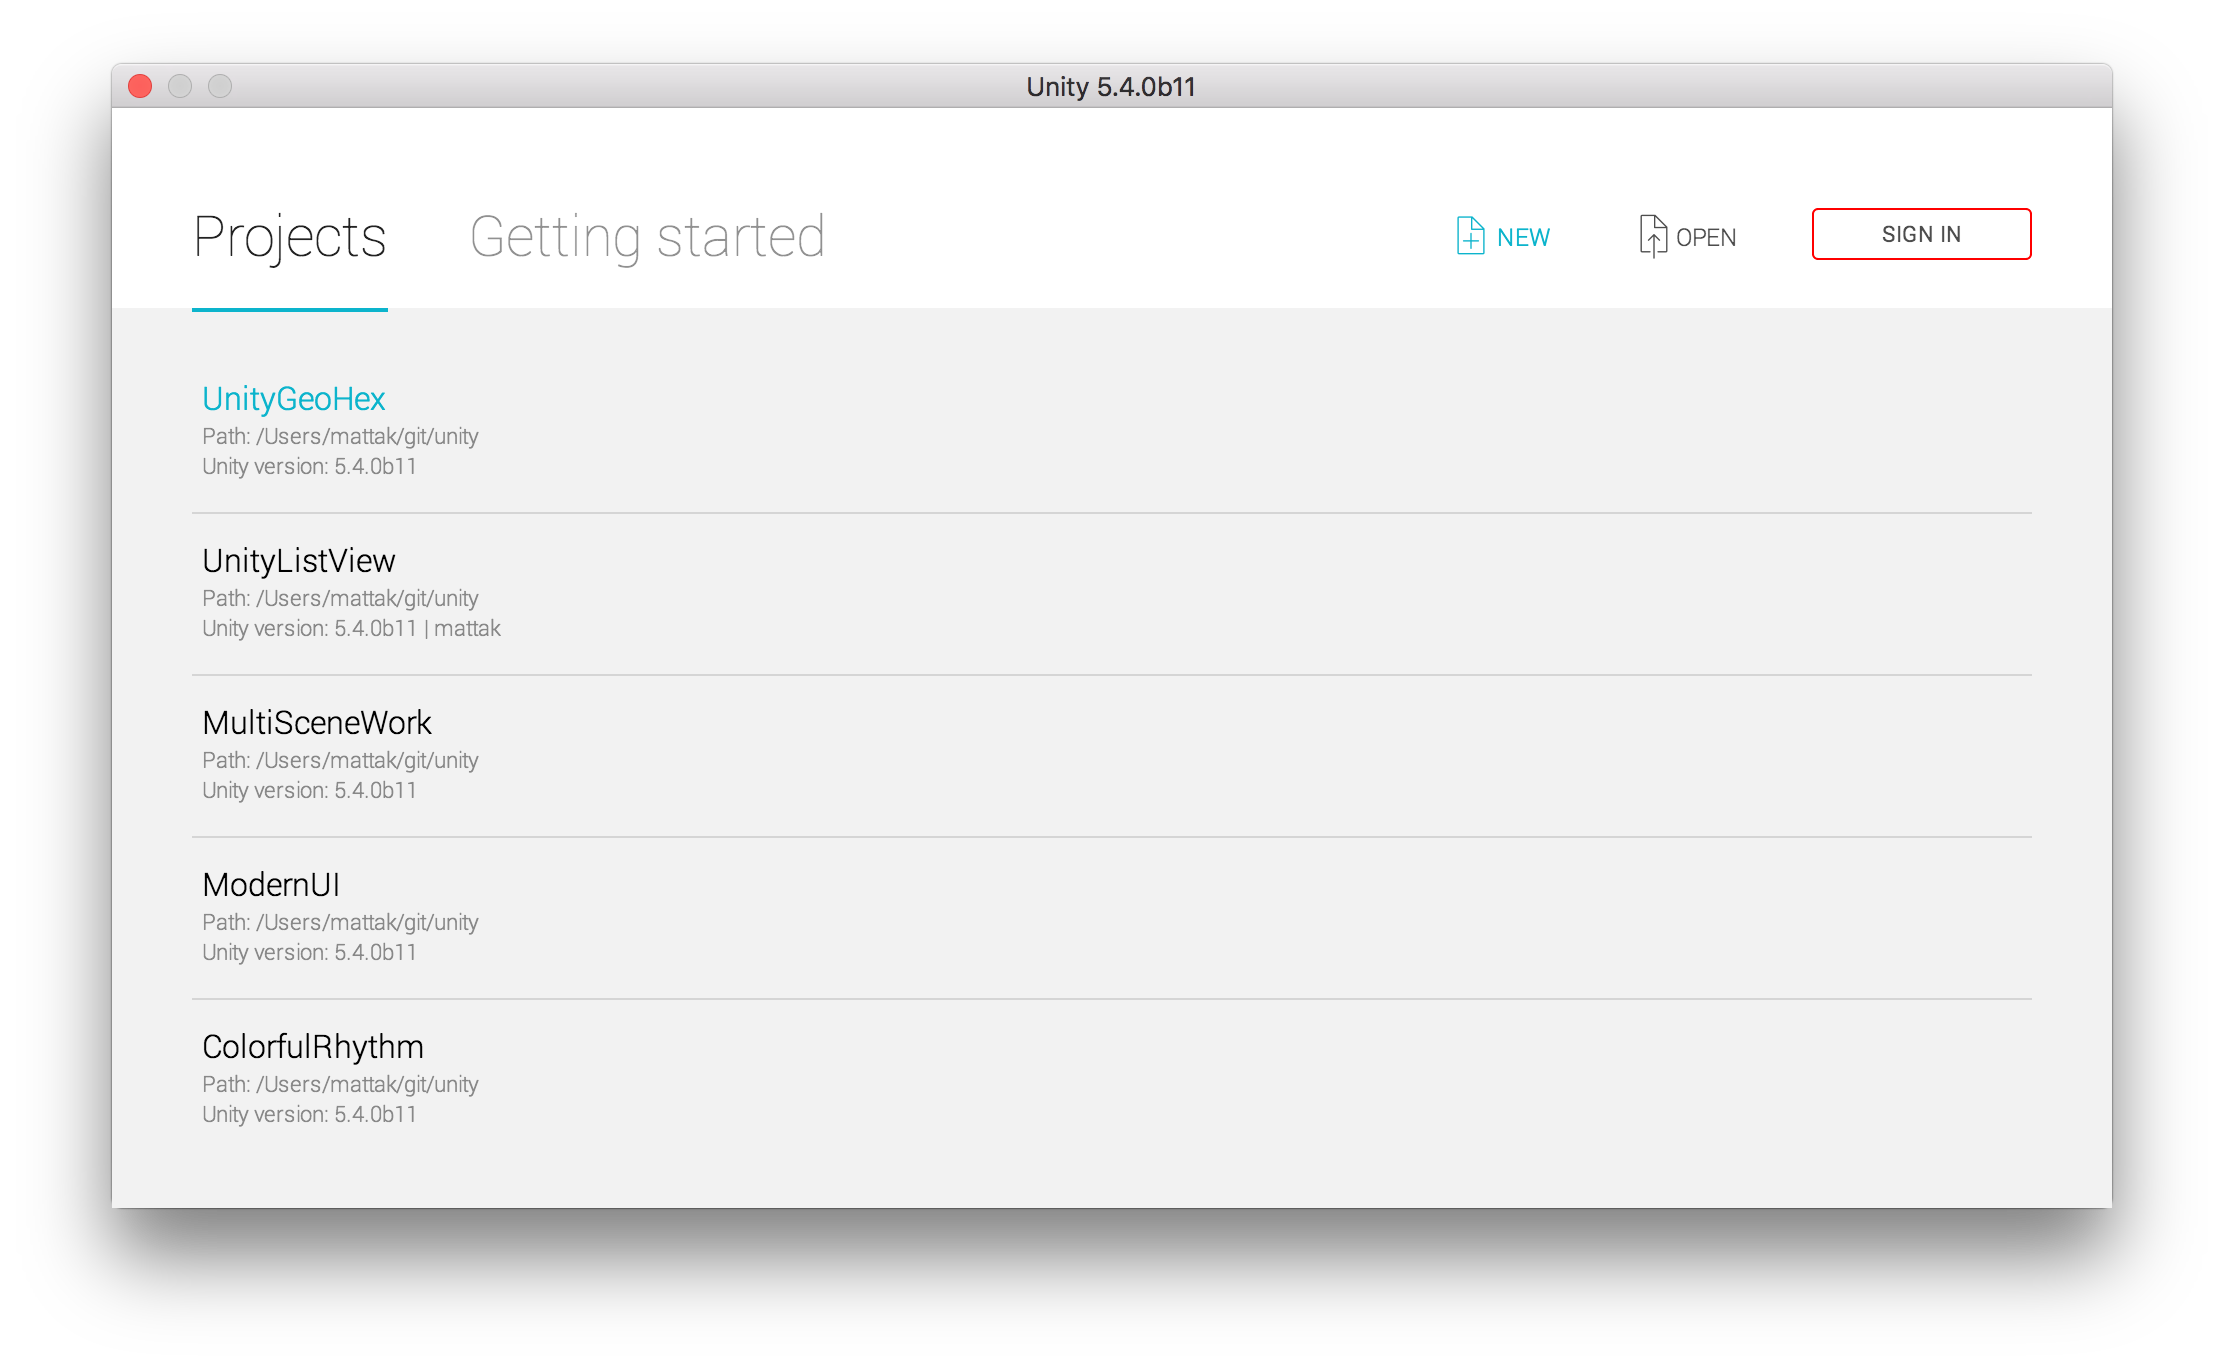 Unity 5.4.0b11
Projects
Getting started
NEW
OPEN
SIGN IN
UnityGeoHex
Path: /Users/mattak/git/unity
Unity version: 5.4.0b11
UnityListView
Path: /Users/mattak/git/unity
Unity version: 5.4.0b11 | mattak
MultiSceneWork
Path: /Users/mattak/git/unity
Unity version: 5.4.0b11
ModernUI
Path: /Users/mattak/git/unity
Unity version: 5.4.0b11
ColorfulRhythm
Path: /Users/mattak/git/unity
Unity version: 5.4.0b11